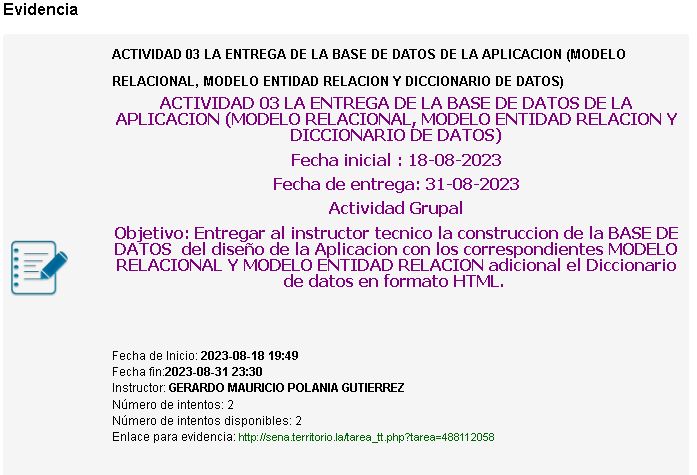 Evidencia
ACTIVIDAD 03 LA ENTREGA DE LA BASE DE DATOS DE LA APLICACION (MODELO
RELACIONAL, MODELO ENTIDAD RELACION Y DICCIONARIO DE DATOS)
ACTIVIDAD 03 LA ENTREGA DE LA BASE DE DATOS DE LA
APLICACION (MODELO RELACIONAL, MODELO ENTIDAD RELACION Y
DICCIONARIO DE DATOS)
Fecha inicial : 18-08-2023
Fecha de entrega: 31-08-2023
Actividad Grupal
Objetivo: Entregar al instructor tecnico la construccion de la BASE DE
DATOS del diseño de la Aplicacion con los correspondientes MODELO
RELACIONAL Y MODELO ENTIDAD RELACION adicional el Diccionario
de datos en formato HTML.
Fecha de Inicio: 2023-08-18 19:49
Fecha fin:2023-08-31 23:30
Instructor: GERARDO MAURICIO POLANIA GUTIERREZ
Número de intentos: 2
Número de intentos disponibles: 2
Enlace para evidencia: http://sena.territorio.la/tarea_tt.php?tarea=488112058